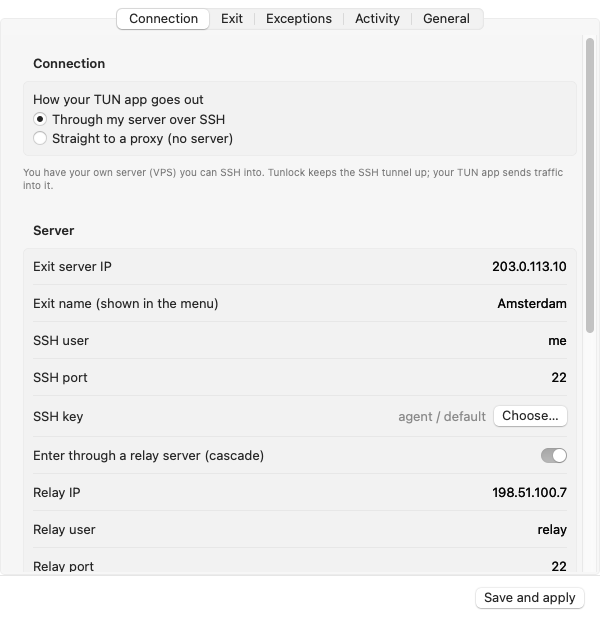 Connection Exit Exceptions Activity General
Connection
How your TUN app goes out
Through my server over SSH
Straight to a proxy (no server)
You have your own server (VPS) you can SSH into. Tunlock keeps the SSH tunnel up; your TUN app sends traffic
into it.
Server
Exit server IP 203.0.113.10
Exit name (shown in the menu) Amsterdam
SSH user me
SSH port 22
SSH key agent / default Choose...
Enter through a relay server (cascade)
Relay IP 198.51.100.7
Relay user relay
Relay port 22
Save and apply